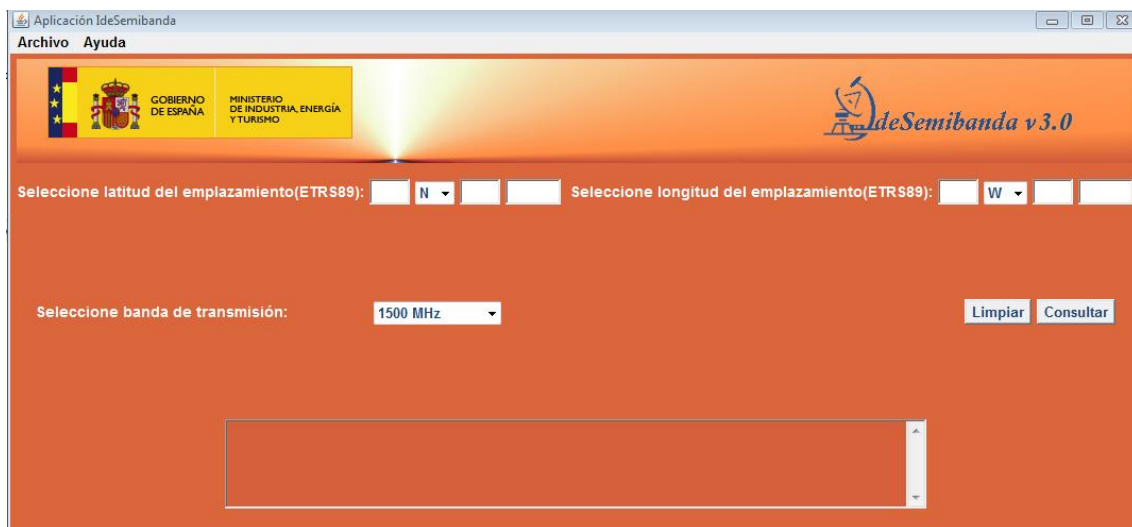 Aplicación IdeSemibanda
Archivo Ayuda
GOBIERNO
DE ESPAÑA
MINISTERIO
DE INDUSTRIA, ENERGÍA
Y TURISMO
IdeSemibanda v3.0
Seleccione latitud del emplazamiento(ETRS89): N Seleccione longitud del emplazamiento(ETRS89): W
Seleccione banda de transmisión: 1500 MHz Limpiar Consultar